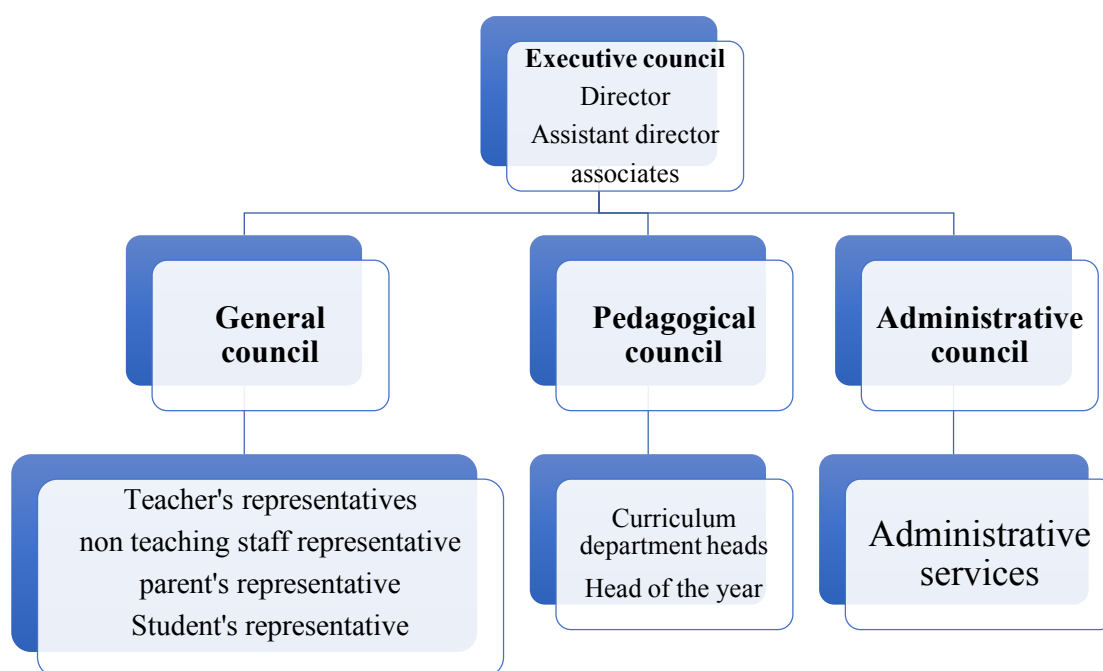 Executive council
Director
Assistant director
associates
General
council
Pedagogical
council
Administrative
council
Teacher's representatives
non teaching staff representative
parent's representative
Student's representative
Curriculum
department heads
Head of the year
Administrative
services